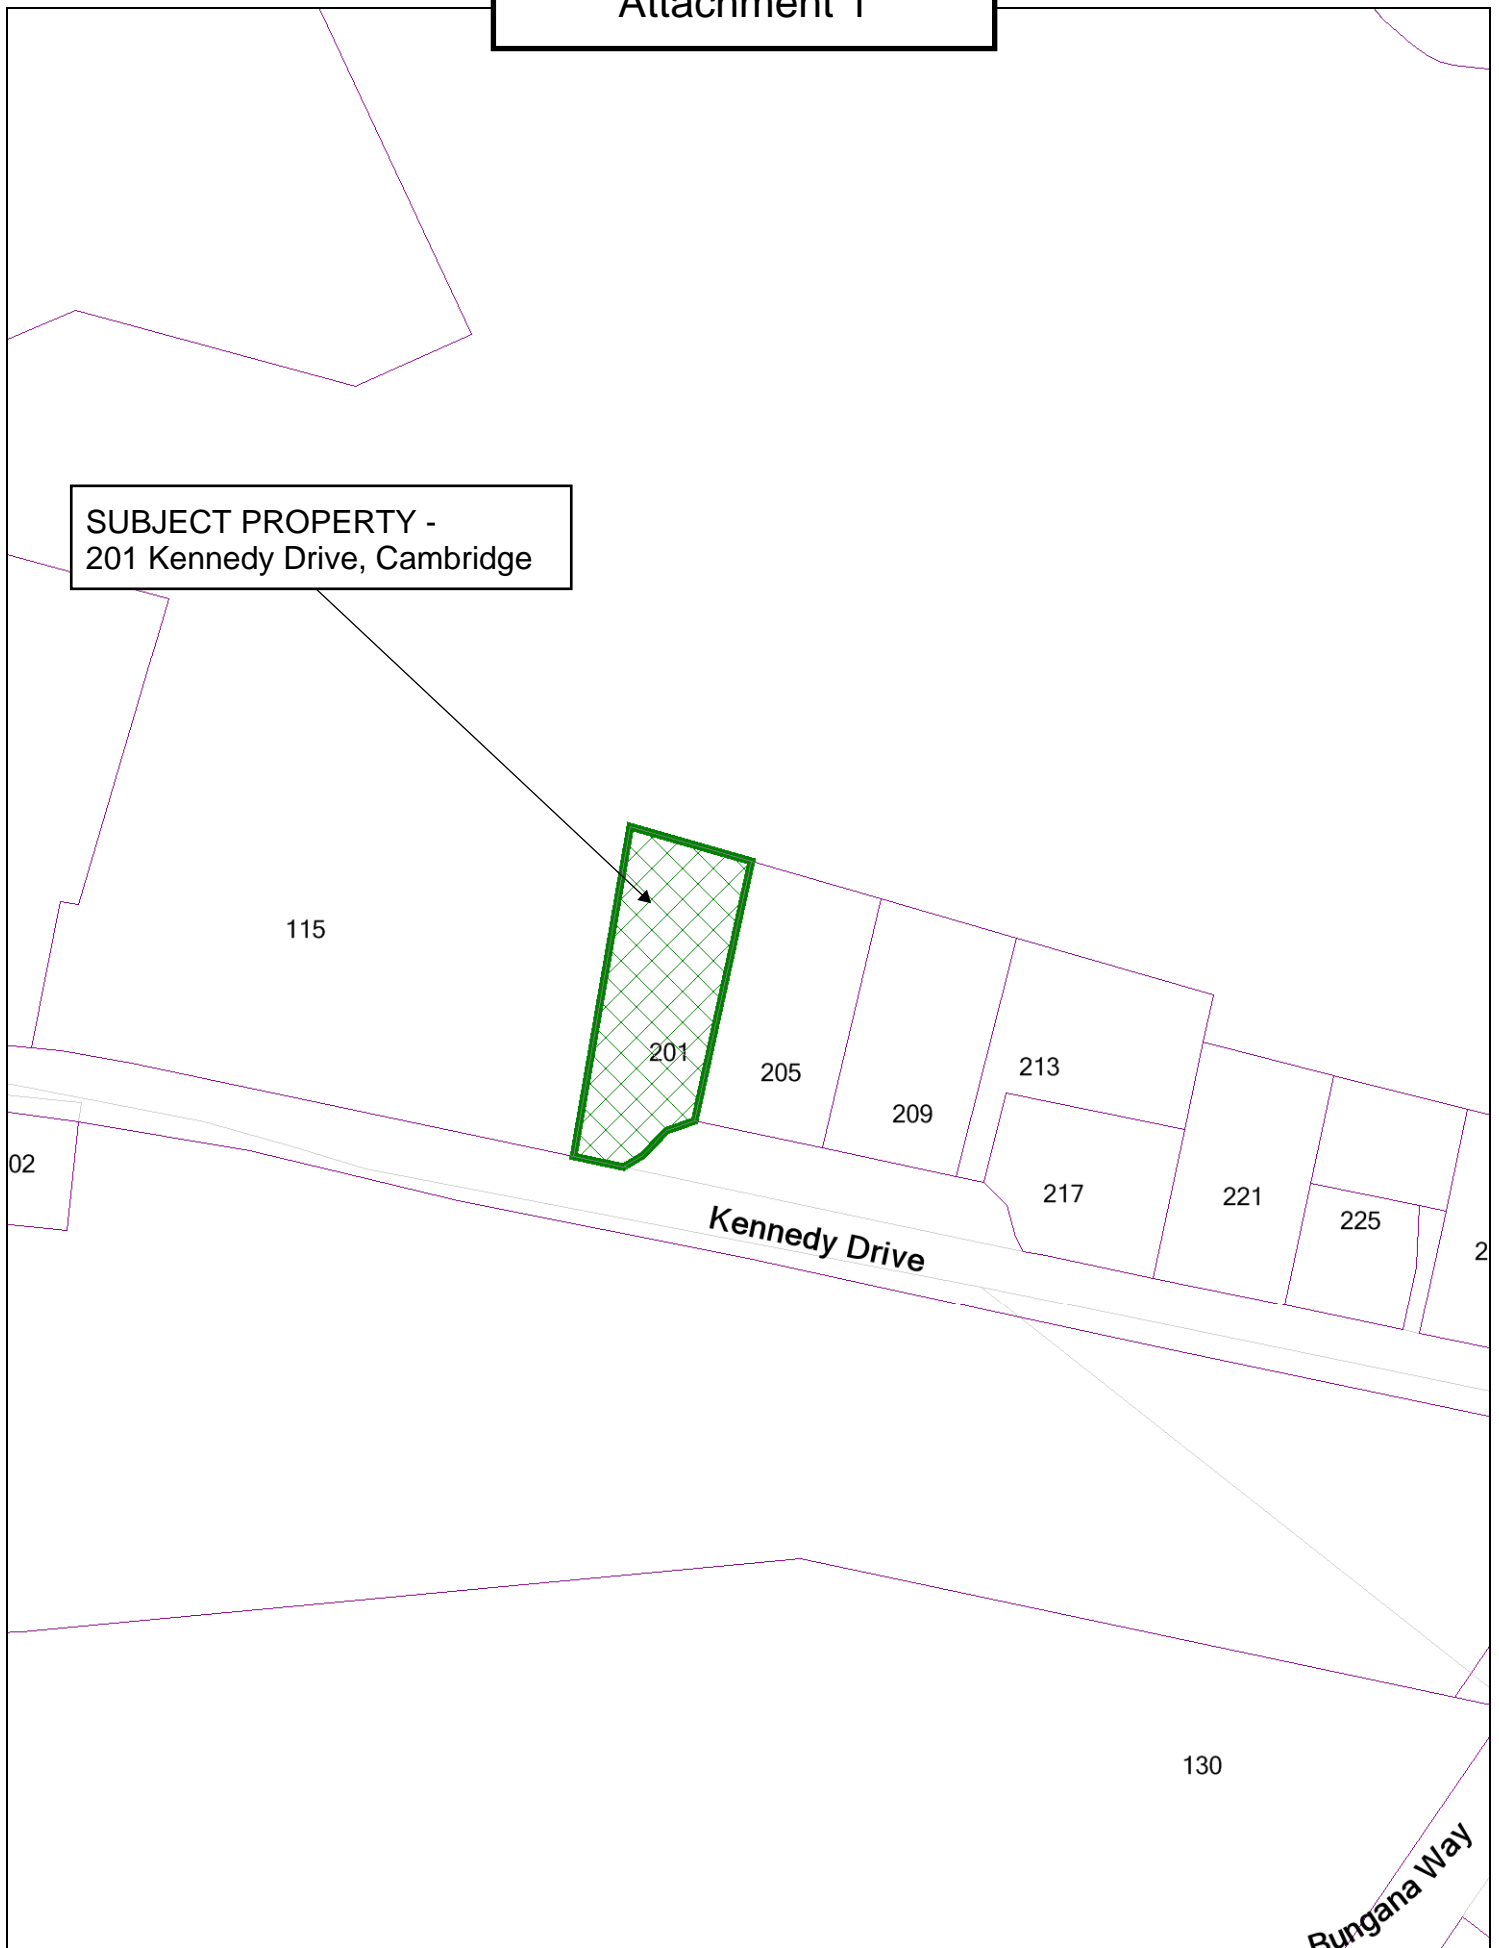 Attachment 1
SUBJECT PROPERTY -
201 Kennedy Drive, Cambridge
115
201
205
209
213
217
221
225
2
02
Kennedy Drive
130
Bungana Way